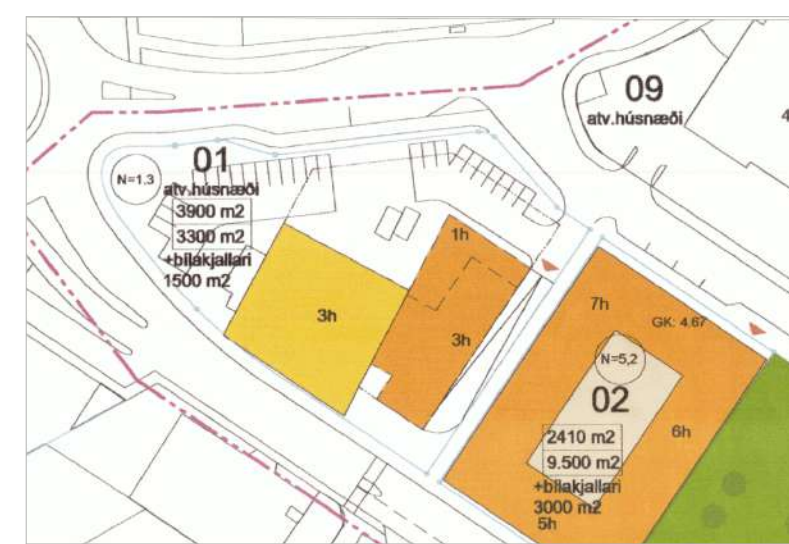 09
atv.húsnæði
4
01
N=1.3
atv.húsnæði
3900 m2
3300 m2
+bílakjallari
1500 m2
1h
3h
3h
7h
GK: 4.67
N=5,2
02
2410 m2
9.500 m2
6h
+bílakjallari
3000 m2
5h